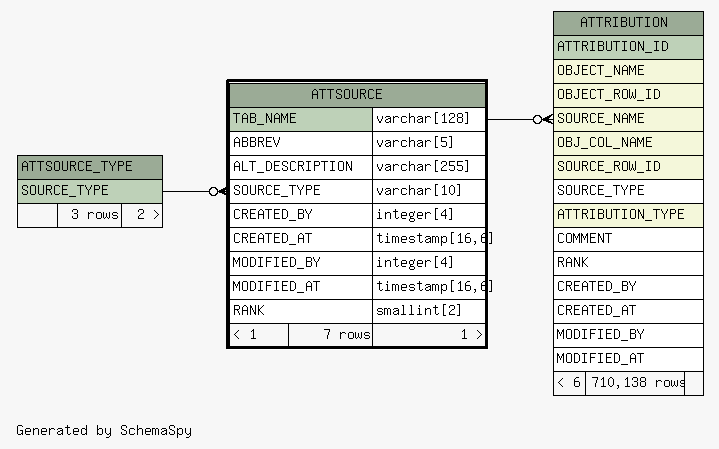 ATTSOURCE_TYPE
SOURCE_TYPE
3 rows 2 >
ATTSOURCE
TAB_NAME varchar[128]
ABBREV varchar[5]
ALT_DESCRIPTION varchar[255]
SOURCE_TYPE varchar[10]
CREATED_BY integer[4]
CREATED_AT timestamp[16,6]
MODIFIED_BY integer[4]
MODIFIED_AT timestamp[16,6]
RANK smallint[2]
< 1 7 rows 1 >
ATTRIBUTION
ATTRIBUTION_ID
OBJECT_NAME
OBJECT_ROW_ID
SOURCE_NAME
OBJ_COL_NAME
SOURCE_ROW_ID
SOURCE_TYPE
ATTRIBUTION_TYPE
COMMENT
RANK
CREATED_BY
CREATED_AT
MODIFIED_BY
MODIFIED_AT
< 6 710,138 rows
Generated by SchemaSpy